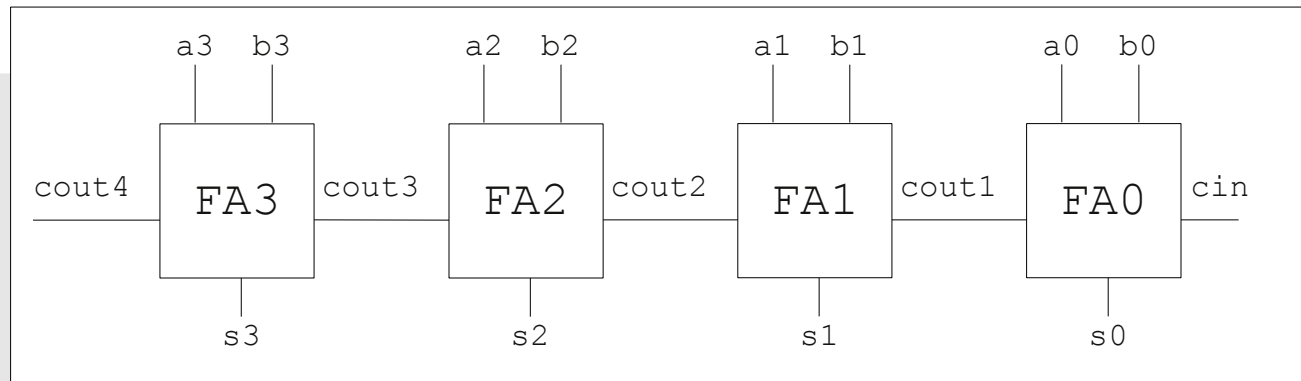 a3 b3 a2 b2 a1 b1 a0 b0
cout4 FA3 cout3 FA2 cout2 FA1 cout1 FA0 cin
s3 s2 s1 s0